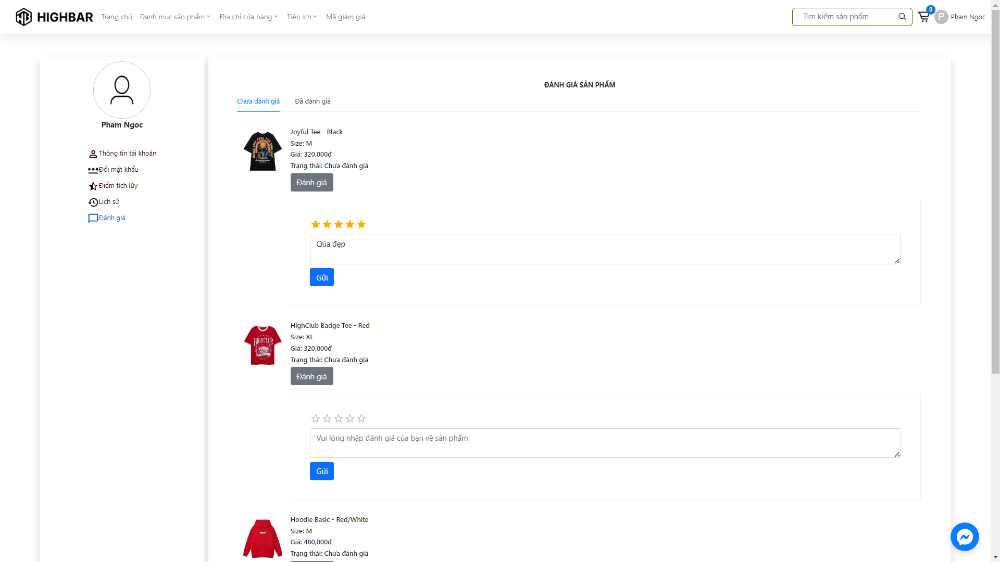 HIGHBAR
Trang chủ
Danh mục sản phẩm
Địa chỉ cửa hàng
Tiện ích
Mã giảm giá
Tìm kiếm sản phẩm
0
P
Pham Ngoc
Pham Ngoc
Thông tin tài khoản
Đổi mật khẩu
Điểm tích lũy
Lịch sử
Đánh giá
ĐÁNH GIÁ SẢN PHẨM
Chưa đánh giá
Đã đánh giá
Joyful Tee - Black
Size: M
Giá: 320,000đ
Trạng thái: Chưa đánh giá
Đánh giá
Qúa đẹp
Gửi
HIGHCLUB
HighClub Badge Tee - Red
Size: XL
Giá: 320,000đ
Trạng thái: Chưa đánh giá
Đánh giá
Vui lòng nhập đánh giá của bạn về sản phẩm
Gửi
Hoodie Basic - Red/White
Size: M
Giá: 480,000đ
Trạng thái: Chưa đánh giá